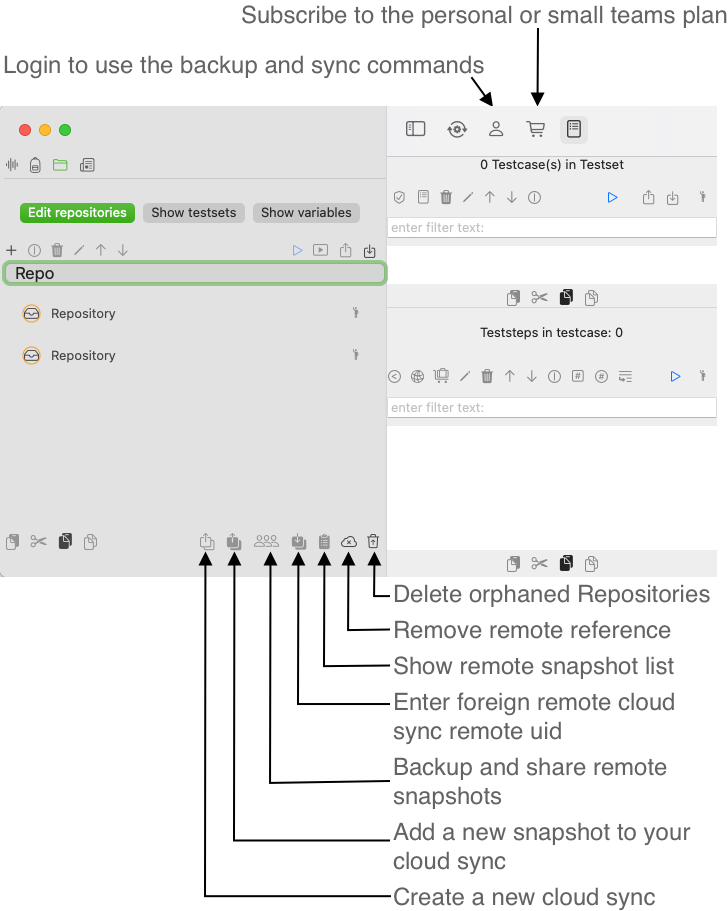 Subscribe to the personal or small teams plan
Login to use the backup and sync commands
0 Testcase(s) in Testset
Edit repositories
Show testsets
Show variables
enter filter text:
Repo
Repository
Repository
Teststeps in testcase: 0
enter filter text:
Delete orphaned Repositories
Remove remote reference
Show remote snapshot list
Enter foreign remote cloud
sync remote uid
Backup and share remote
snapshots
Add a new snapshot to your
cloud sync
Create a new cloud sync